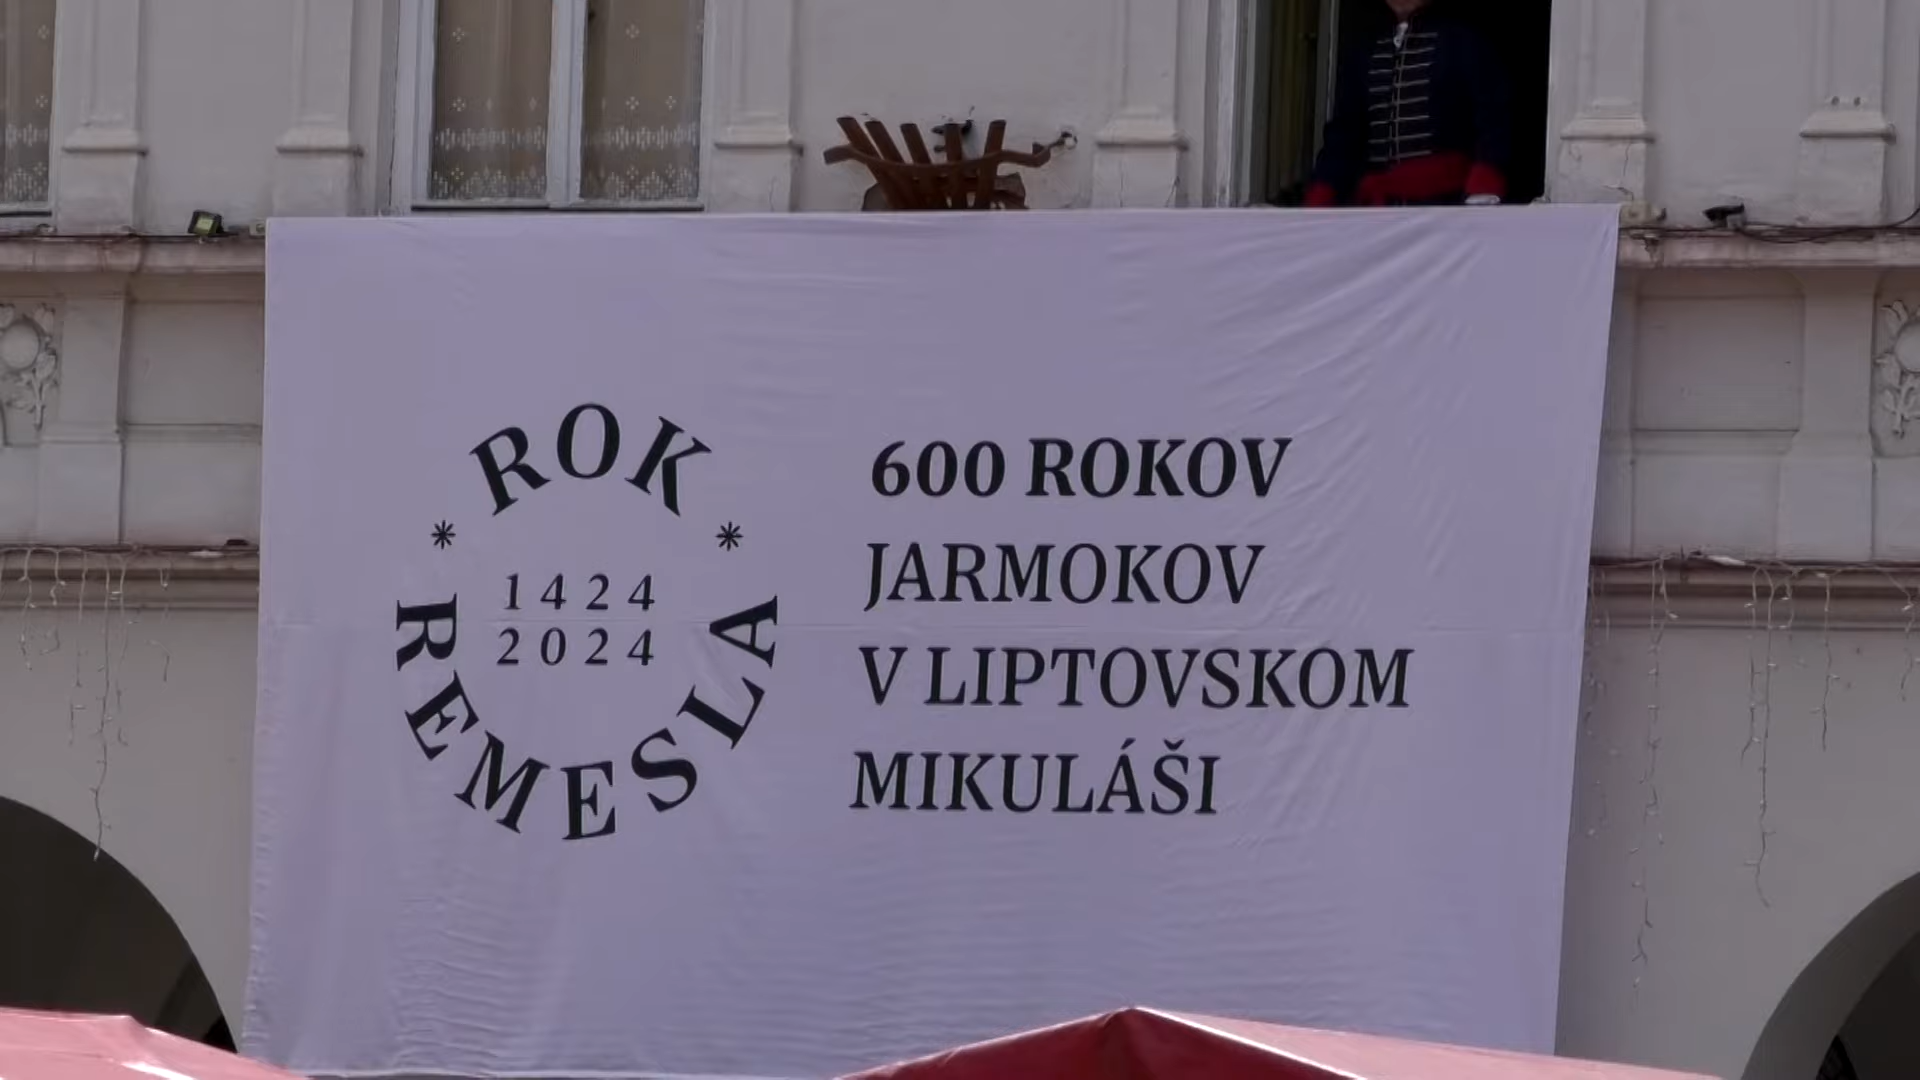 ROK
* *
1424
2024
REMESLA
600 ROKOV
JARMOKOV
V LIPTOVSKOM
MIKULÁŠI